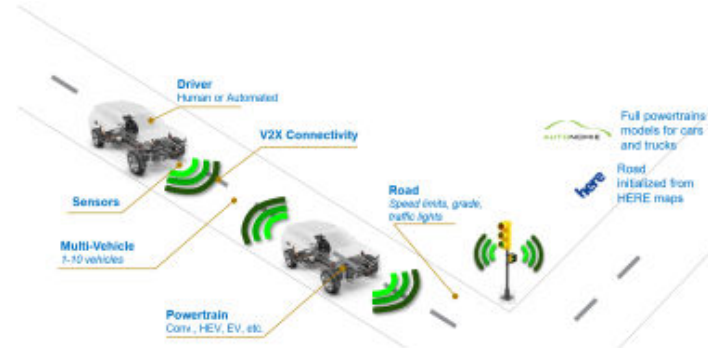 Driver
Human or Automated
V2X Connectivity
Sensors
Multi-Vehicle
1-10 vehicles
Powertrain
Conv., HEV, EV, etc.
Road
Speed limits, grade,
traffic lights
AUTONOMIE
Full powertrains
models for cars
and trucks
here
Road
initialized from
HERE maps